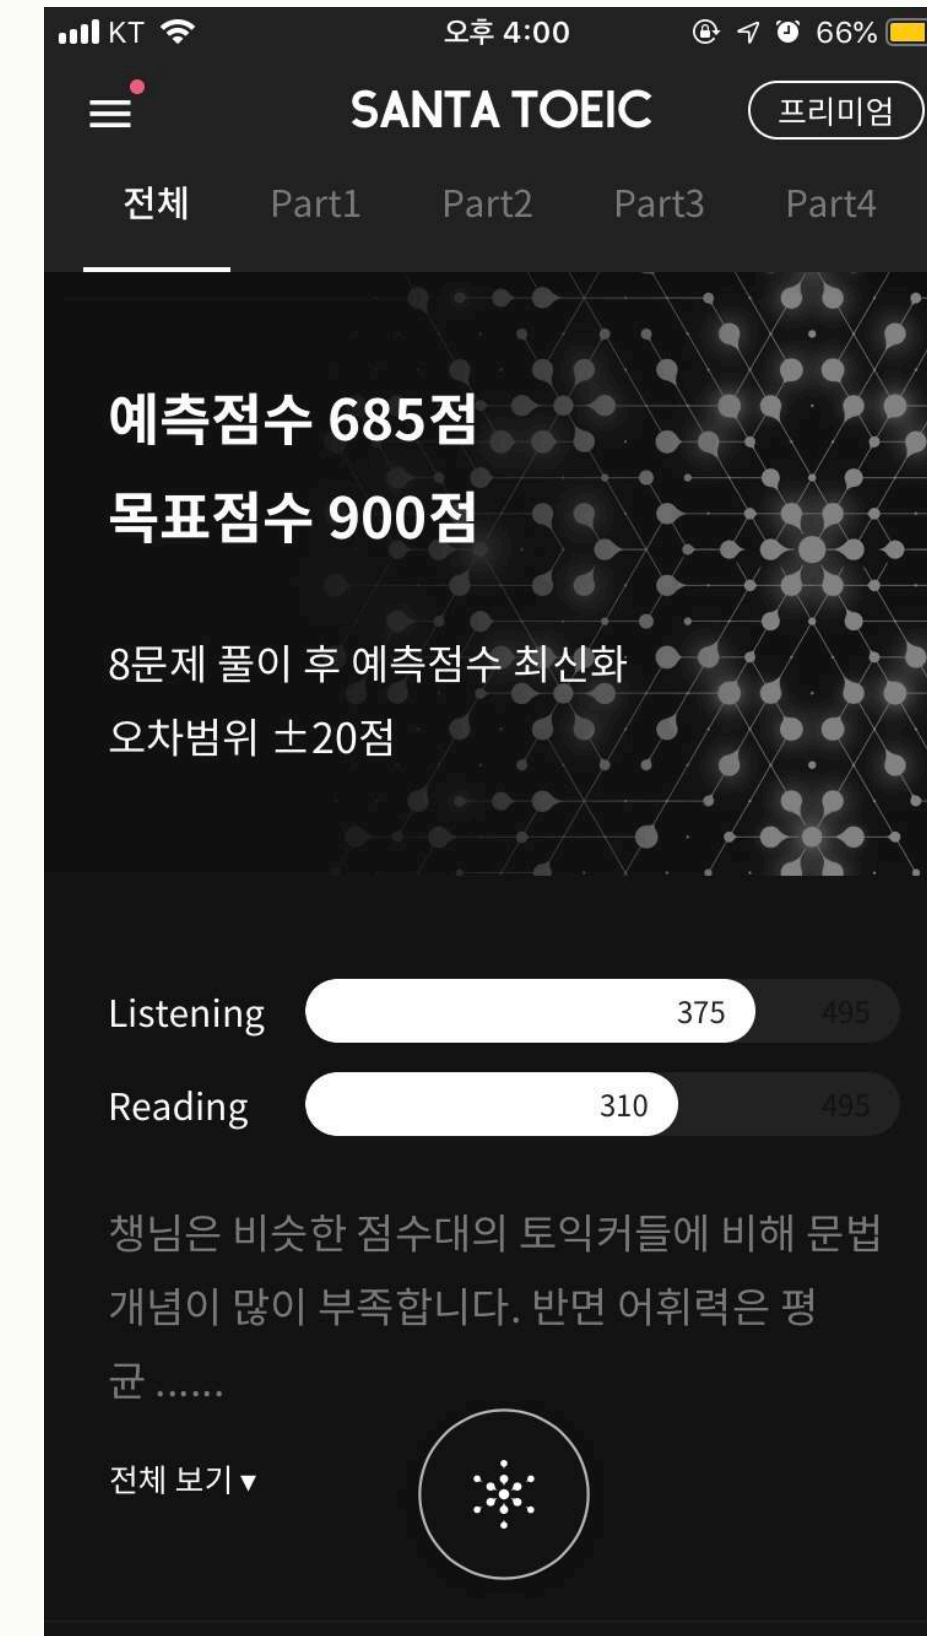 KT 오후 4:00 66%
SANTA TOEIC 프리미엄
전체 Part1 Part2 Part3 Part4
예측점수 685점
목표점수 900점
8문제 풀이 후 예측점수 최신화
오차범위 ±20점
Listening 375 495
Reading 310 495
챙님은 비슷한 점수대의 토익커들에 비해 문법
개념이 많이 부족합니다. 반면 어휘력은 평
균 ......
전체 보기 ▾